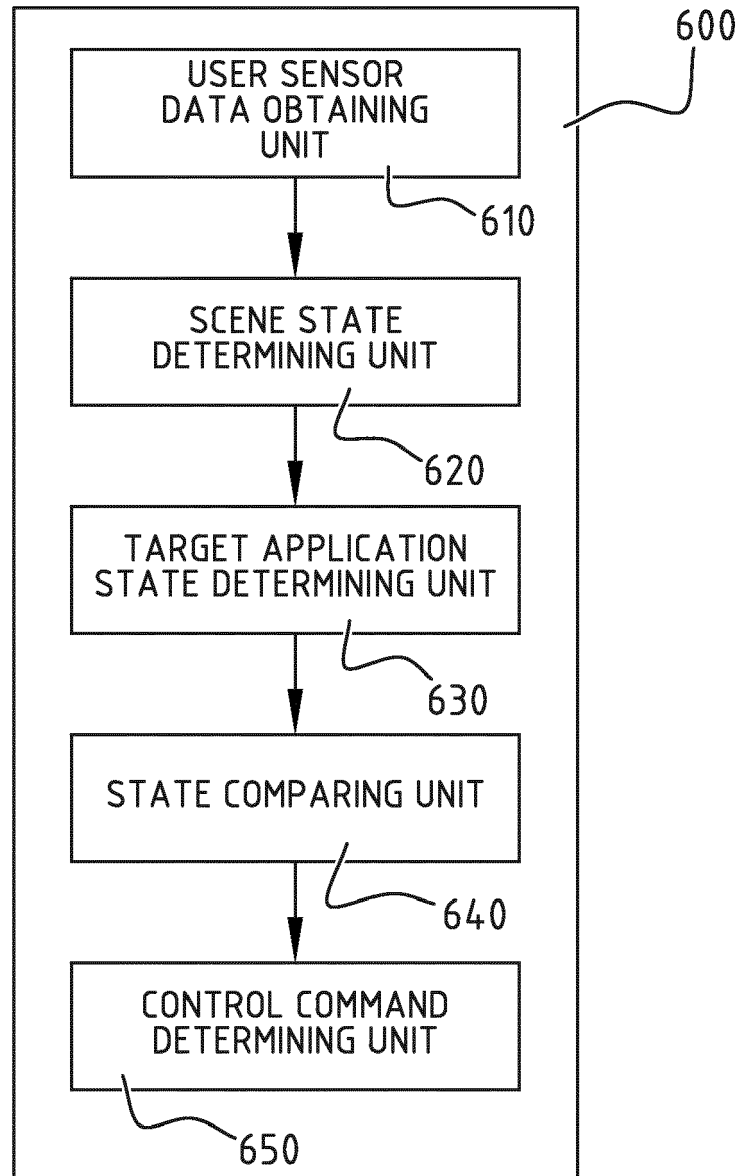 600
USER SENSOR
DATA OBTAINING
UNIT
610
SCENE STATE
DETERMINING UNIT
620
TARGET APPLICATION
STATE DETERMINING UNIT
630
STATE COMPARING UNIT
640
CONTROL COMMAND
DETERMINING UNIT
650